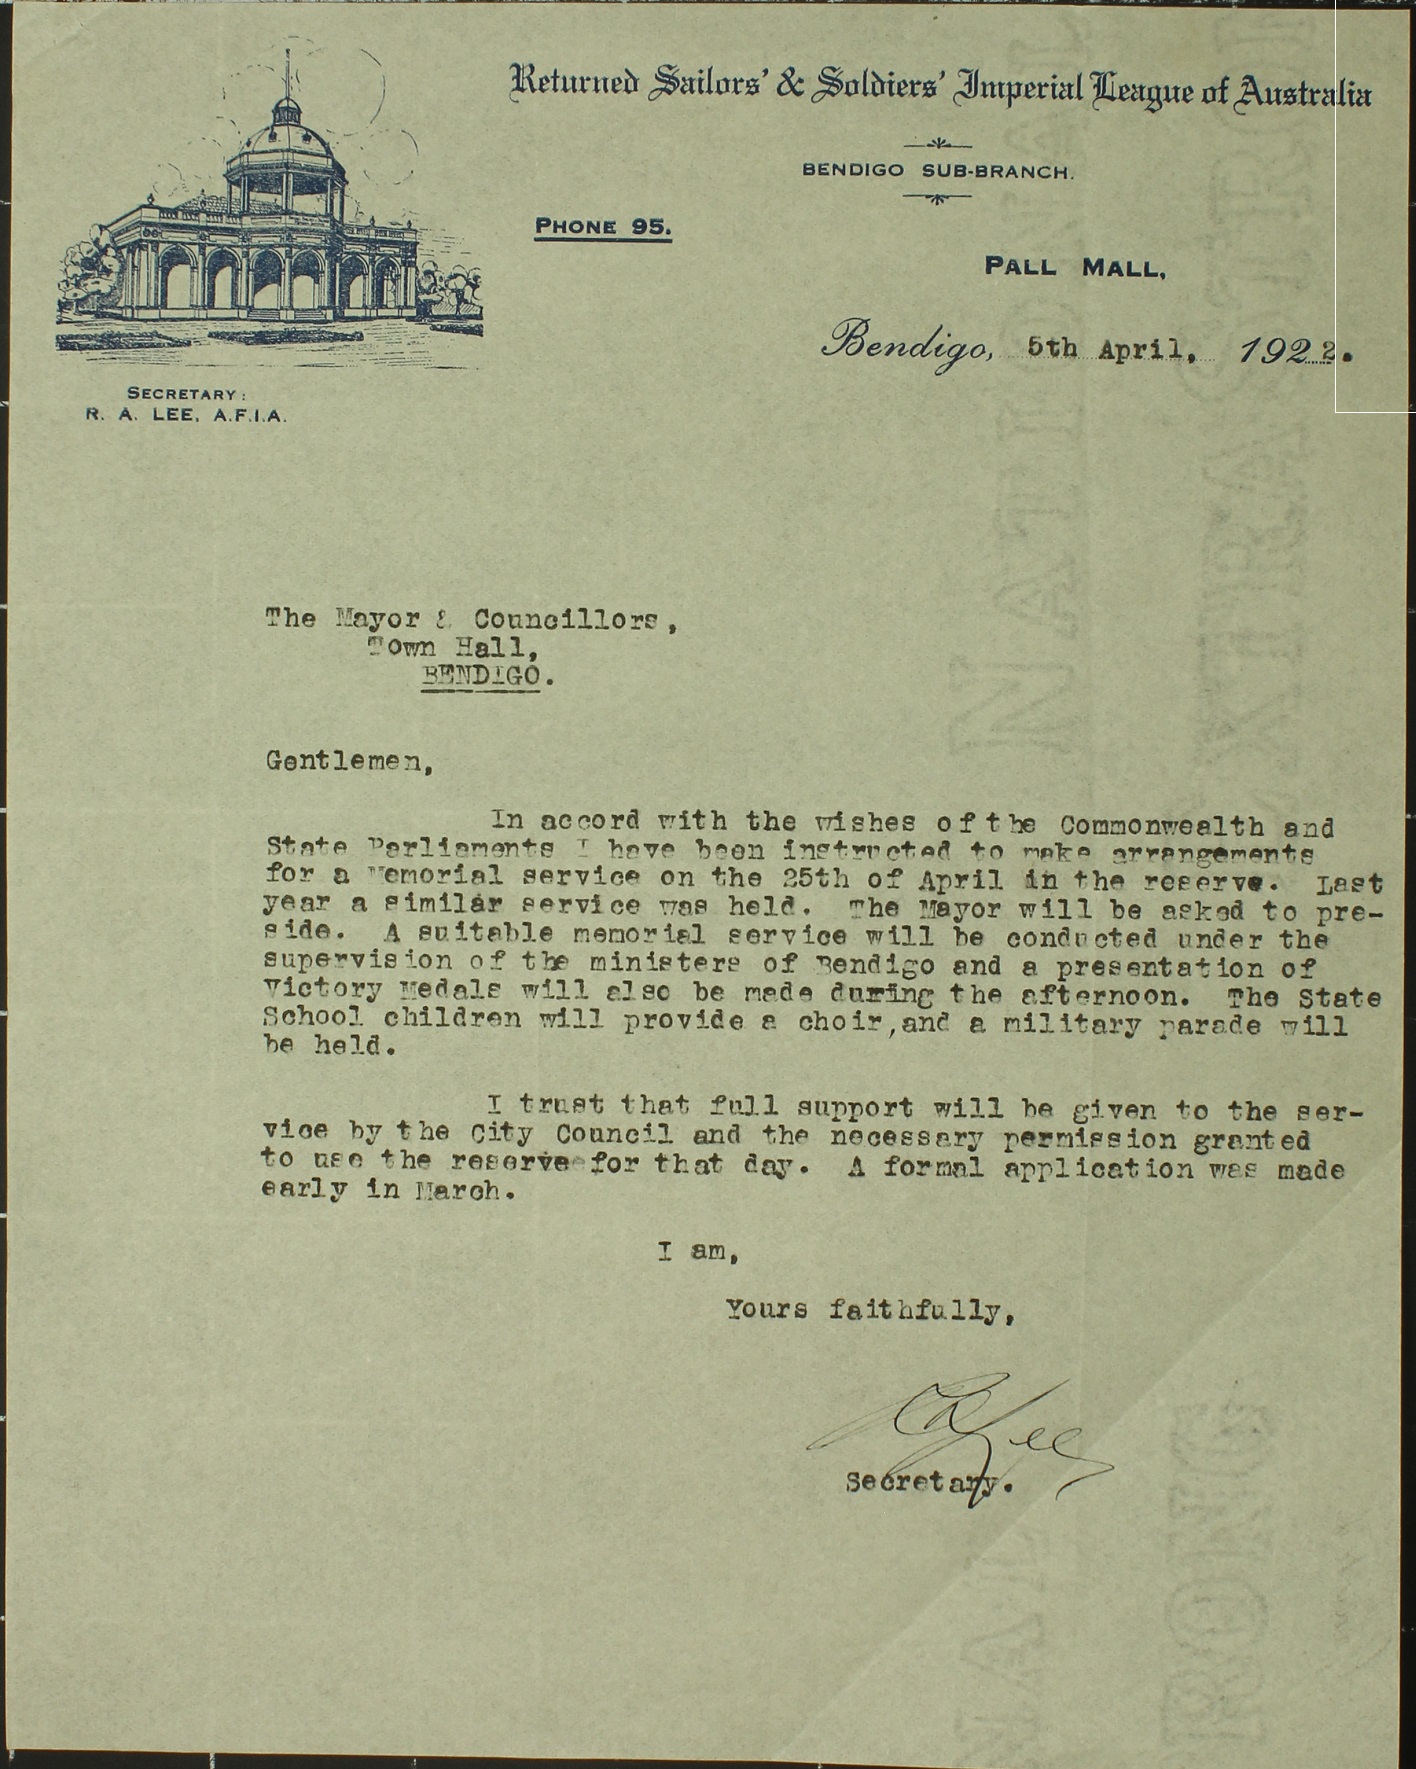 Returned Sailors' & Soldiers' Imperial League of Australia
BENDIGO SUB-BRANCH.
PHONE 95.
PALL MALL,
Bendigo, 5th April, 1922.
SECRETARY:
R. A. LEE, A.F.I.A.
The Mayor & Councillors,
Town Hall,
BENDIGO.
Gentlemen,
In accord with the wishes of the Commonwealth and
State Parliaments I have been instructed to make arrangements
for a Memorial service on the 25th of April in the reserve. Last
year a similar service was held. The Mayor will be asked to pre-
side. A suitable memorial service will be conducted under the
supervision of the ministers of Bendigo and a presentation of
Victory Medals will also be made during the afternoon. The State
School children will provide a choir,and a military parade will
be held.
I trust that full support will be given to the ser-
vice by the City Council and the necessary permission granted
to use the reserve for that day. A formal application was made
early in March.
I am,
Yours faithfully,
RALee
Secretary.